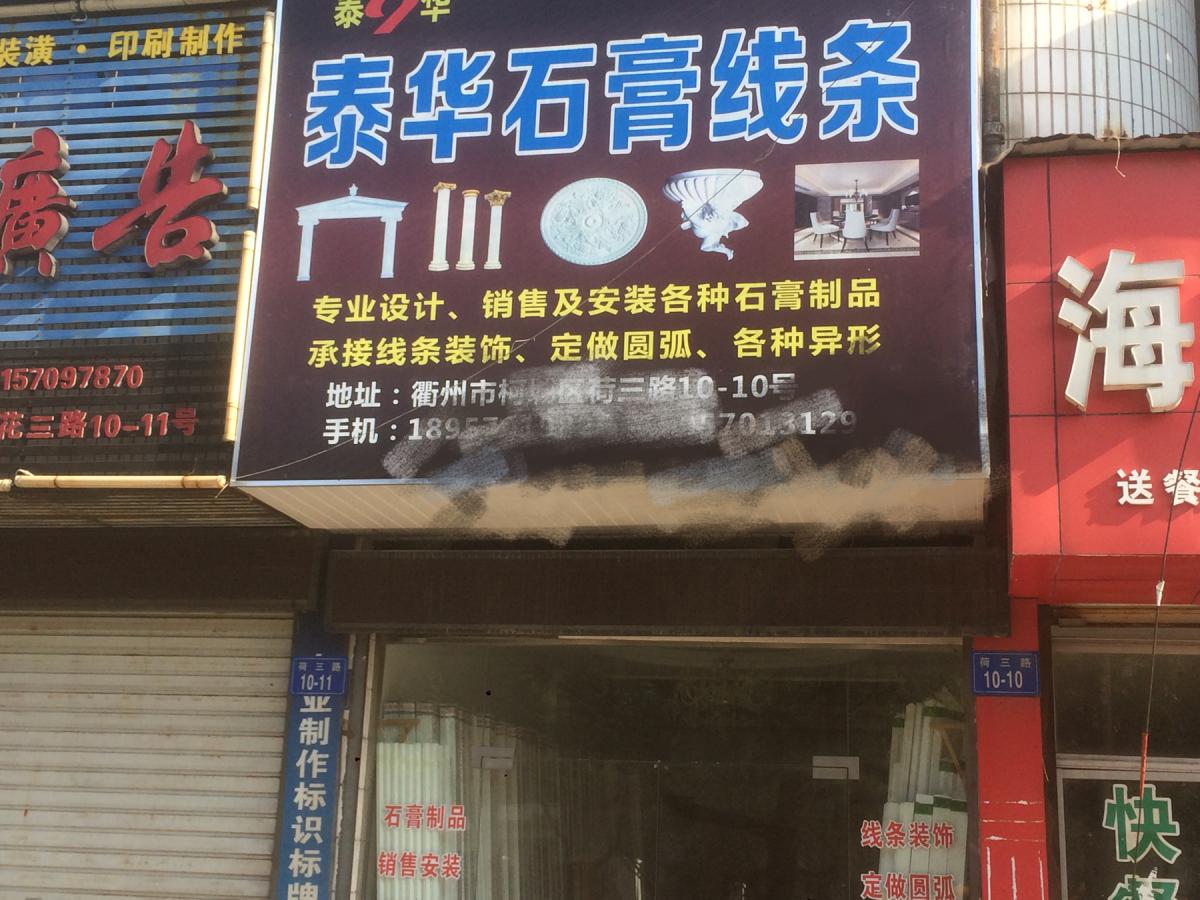 装潢·印刷制作
廣告
157097870
花三路10-11号
泰华
泰华石膏线条
专业设计、销售及安装各种石膏制品
承接线条装饰、定做圆弧、各种异形
地址：衢州市柯城区荷三路10-10号
手机：1895 57013129
海
送餐
荷三路
10-11
业制作标识标牌
荷三路
10-10
石膏制品
销售安装
线条装饰
定做圆弧
快餐